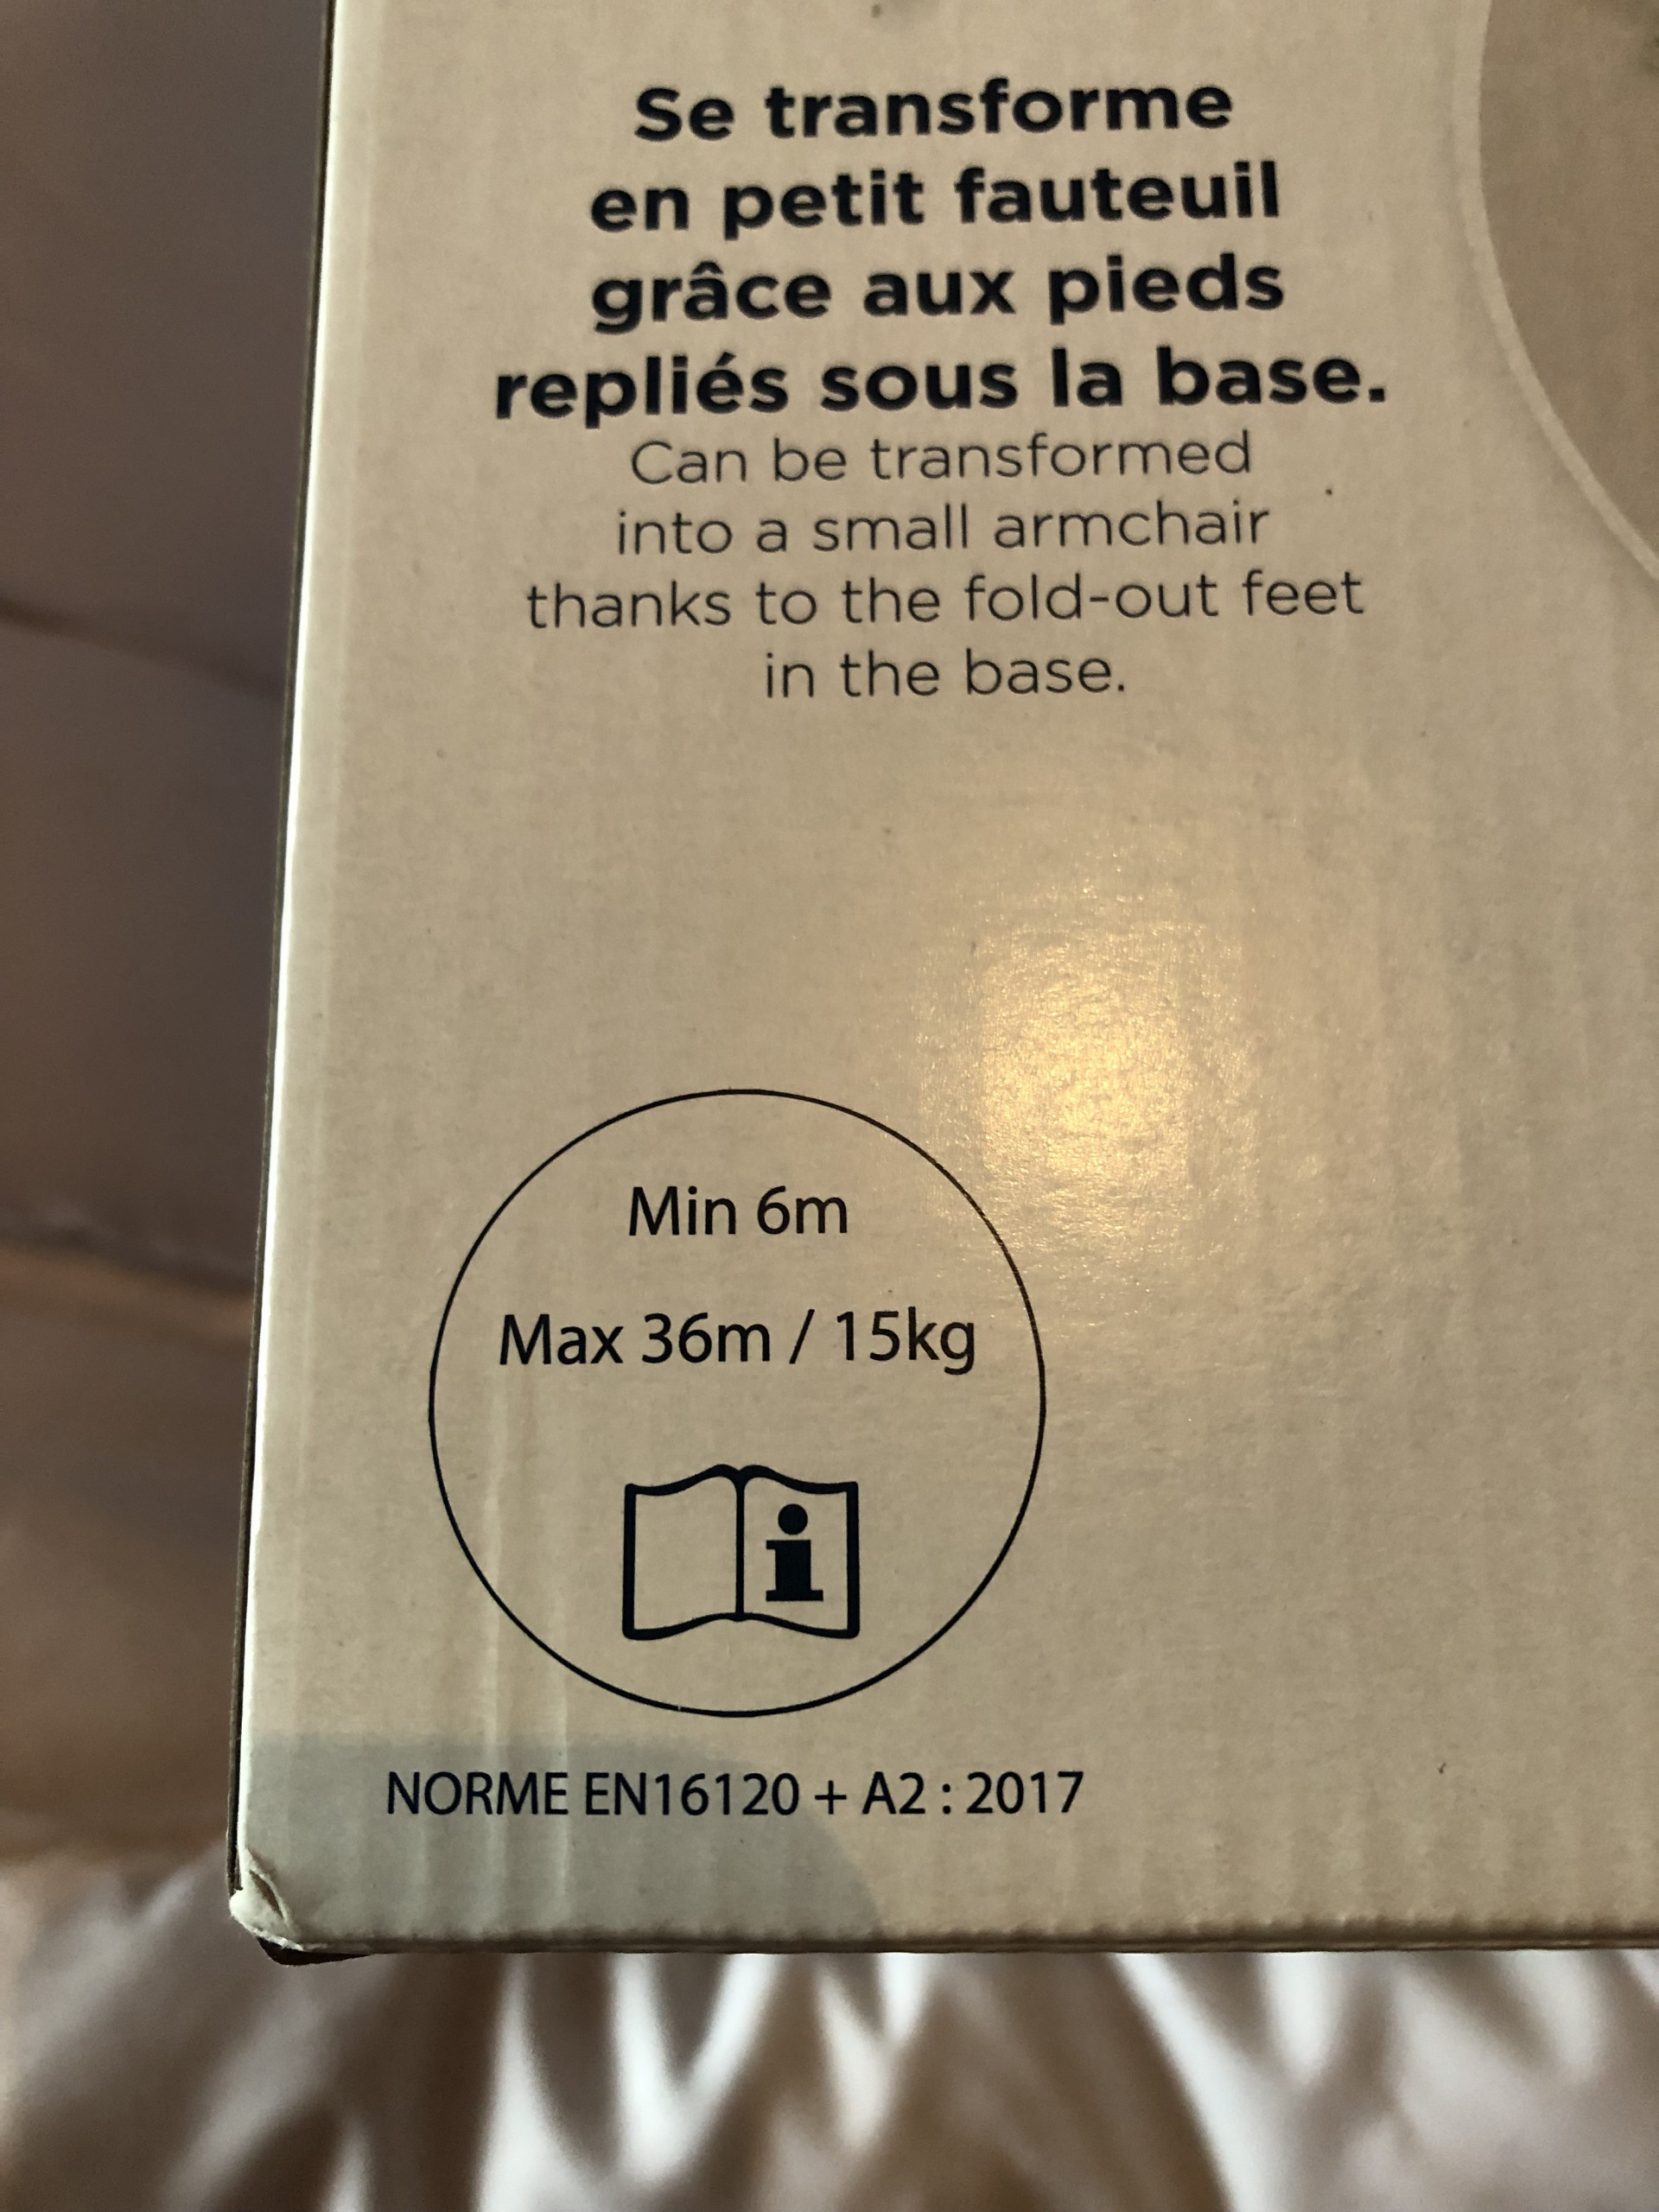 Se transforme
en petit fauteuil
grâce aux pieds
repliés sous la base.
Can be transformed
into a small armchair
thanks to the fold-out feet
in the base.
Min 6m
Max 36m / 15kg
i
NORME EN16120 + A2 : 2017